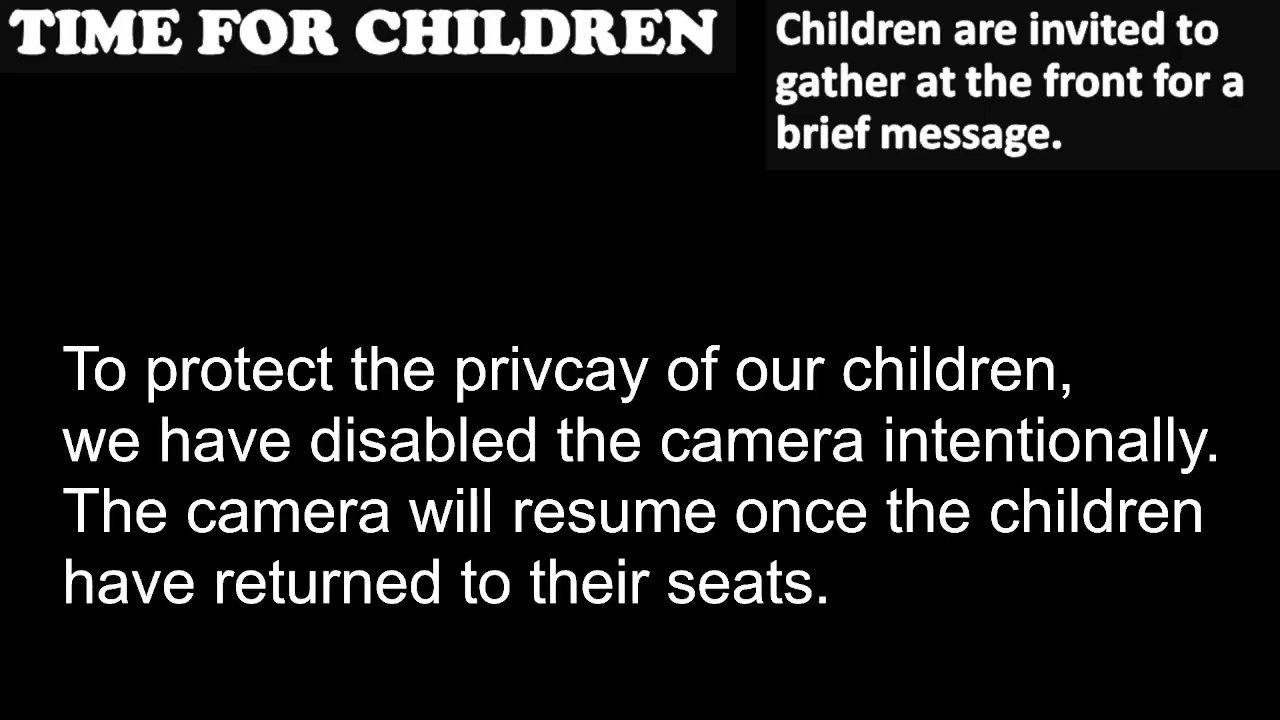 TIME FOR CHILDREN
Children are invited to
gather at the front for a
brief message.
To protect the privcay of our children,
we have disabled the camera intentionally.
The camera will resume once the children
have returned to their seats.